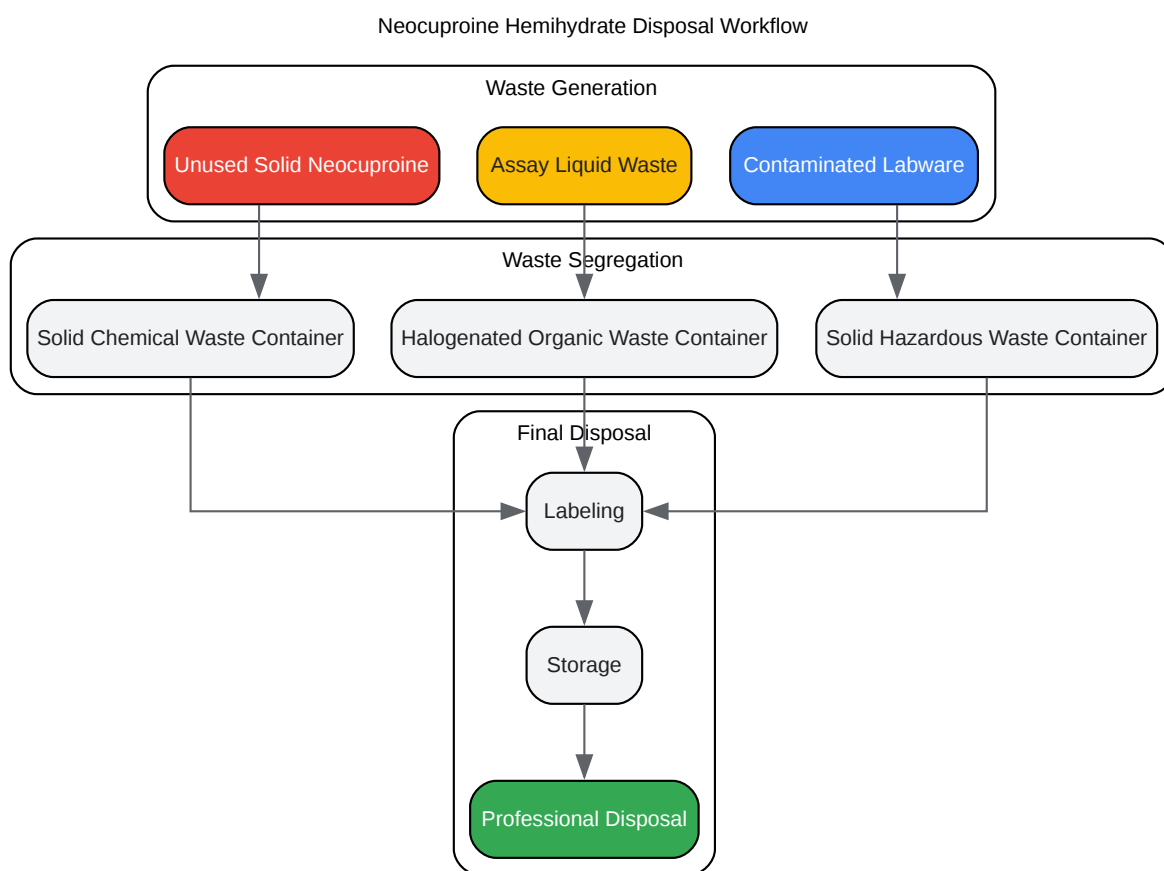 Neocuproine Hemihydrate Disposal Workflow
Waste Generation
Unused Solid Neocuproine
Assay Liquid Waste
Contaminated Labware
Waste Segregation
Solid Chemical Waste Container
Halogenated Organic Waste Container
Solid Hazardous Waste Container
Final Disposal
Labeling
Storage
Professional Disposal